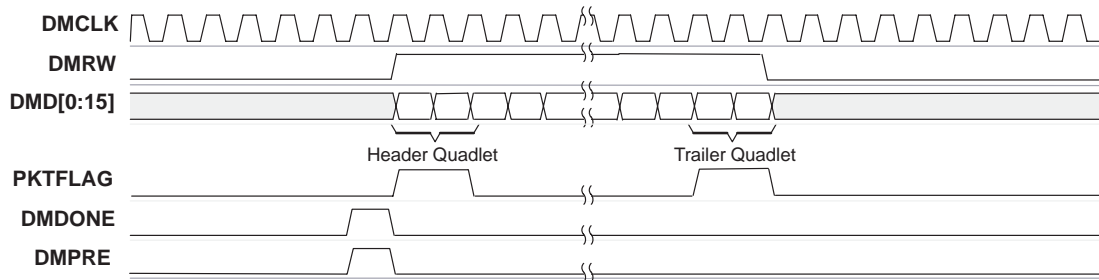 DMCLK
DMRW
DMD[0:15]
Header Quadlet
Trailer Quadlet
PKTFLAG
DMDONE
DMPRE